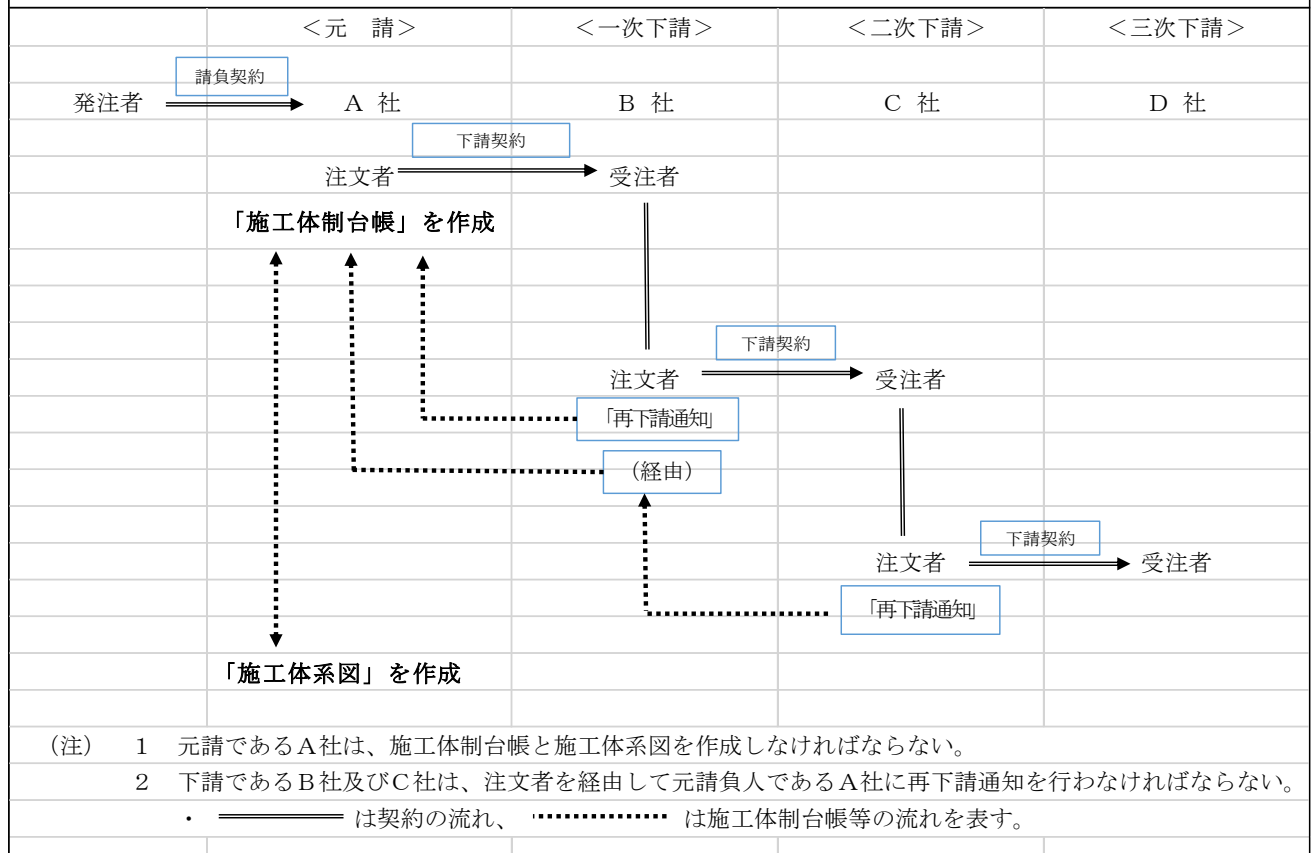 ＜元　請＞　＜一次下請＞　＜二次下請＞　＜三次下請＞
請負契約
発注者　Ａ 社　Ｂ 社　Ｃ 社　Ｄ 社
下請契約
注文者　受注者
「施工体制台帳」を作成
下請契約
注文者　受注者
「再下請通知」
（経由）
下請契約
注文者　受注者
「再下請通知」
「施工体系図」を作成
（注）　１　元請であるＡ社は、施工体制台帳と施工体系図を作成しなければならない。
２　下請であるＢ社及びＣ社は、注文者を経由して元請負人であるＡ社に再下請通知を行わなければならない。
・　は契約の流れ、　は施工体制台帳等の流れを表す。